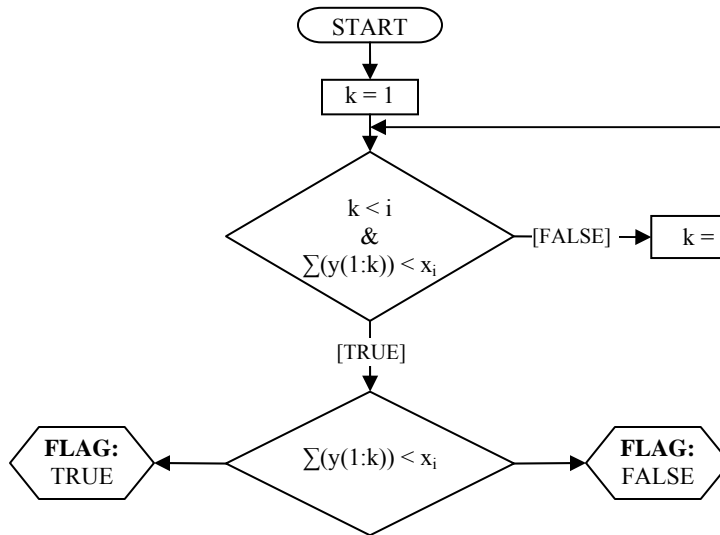 START
k = 1
k < i
&
∑(y(1:k)) < xᵢ
[FALSE]
k =
[TRUE]
∑(y(1:k)) < xᵢ
FLAG:
TRUE
FLAG:
FALSE